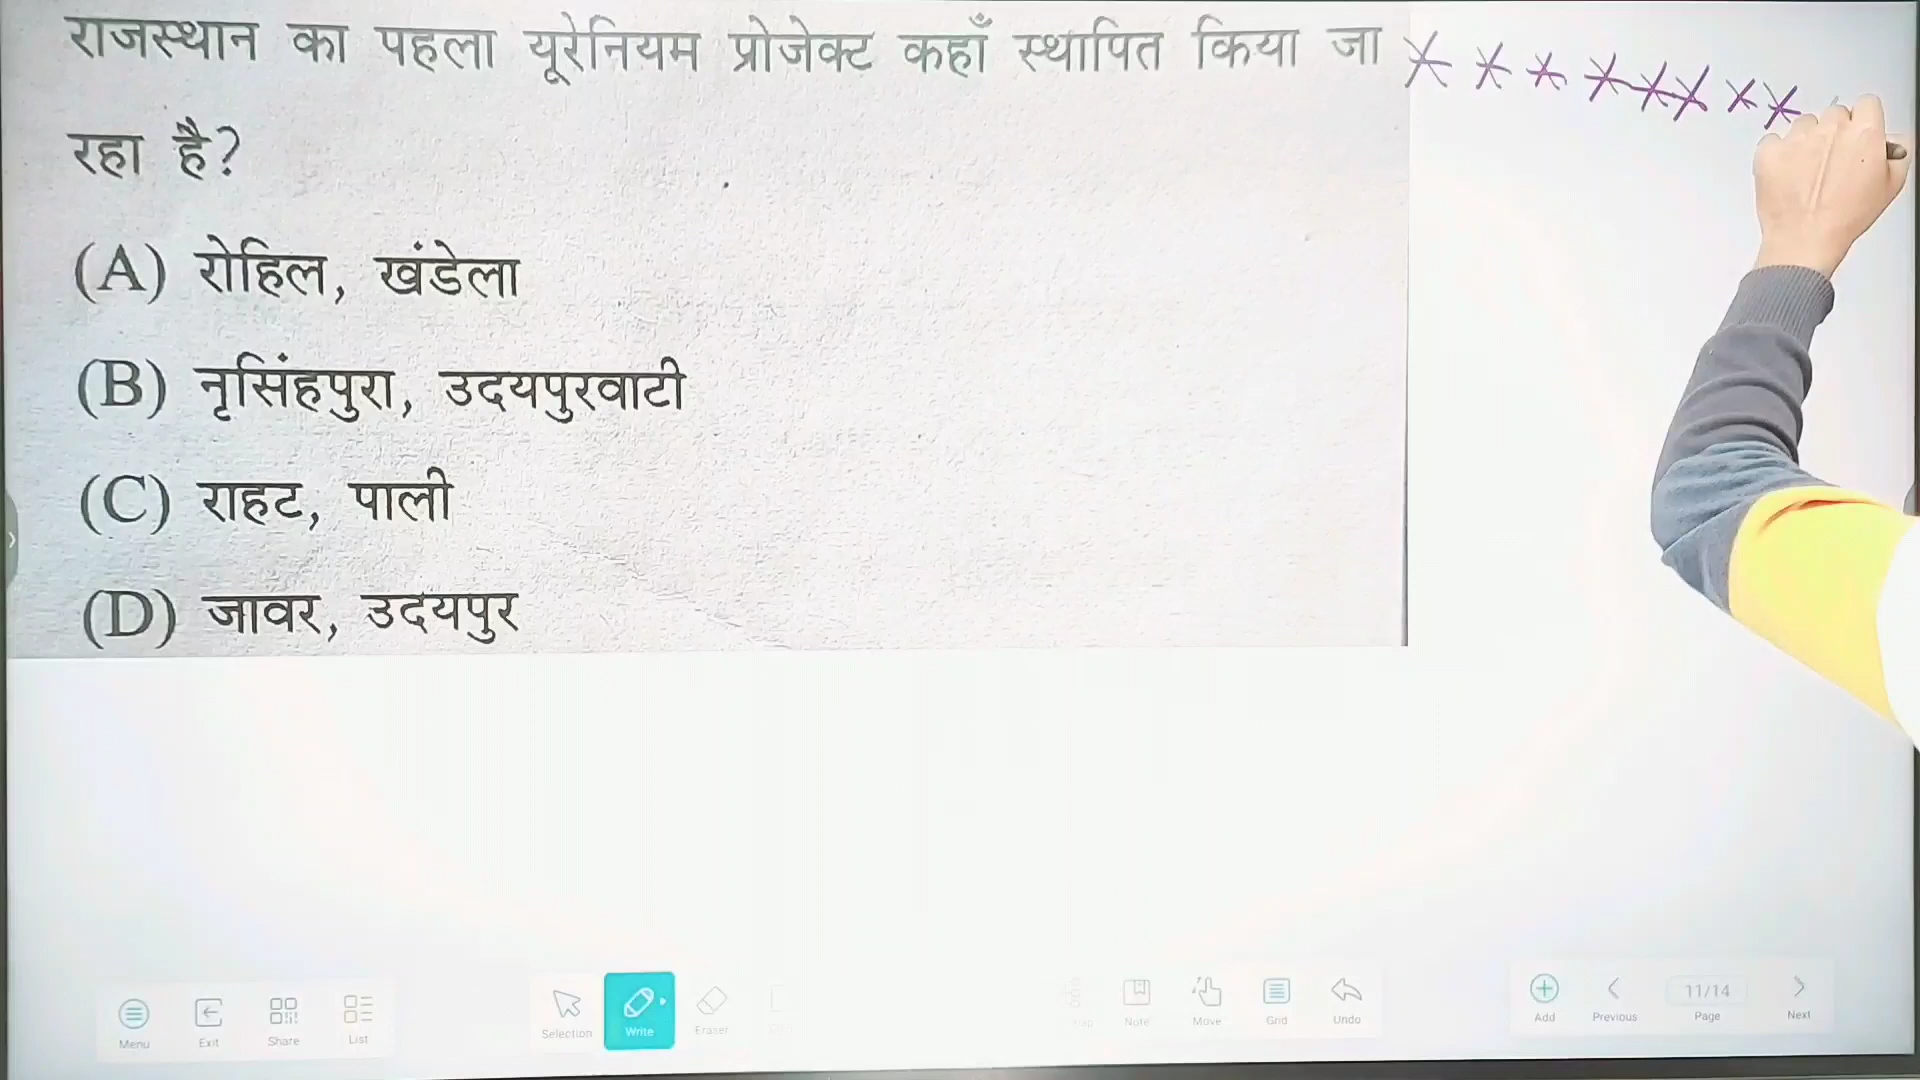 राजस्थान का पहला यूरेनियम प्रोजेक्ट कहाँ स्थापित किया जा
रहा है?
(A) रोहिल, खंडेला
(B) नृसिंहपुरा, उदयपुरवाटी
(C) राहट, पाली
(D) जावर, उदयपुर
Menu Exit Share List Selection Write Eraser Note Move Grid Undo Add Previous 11/14 Page Next